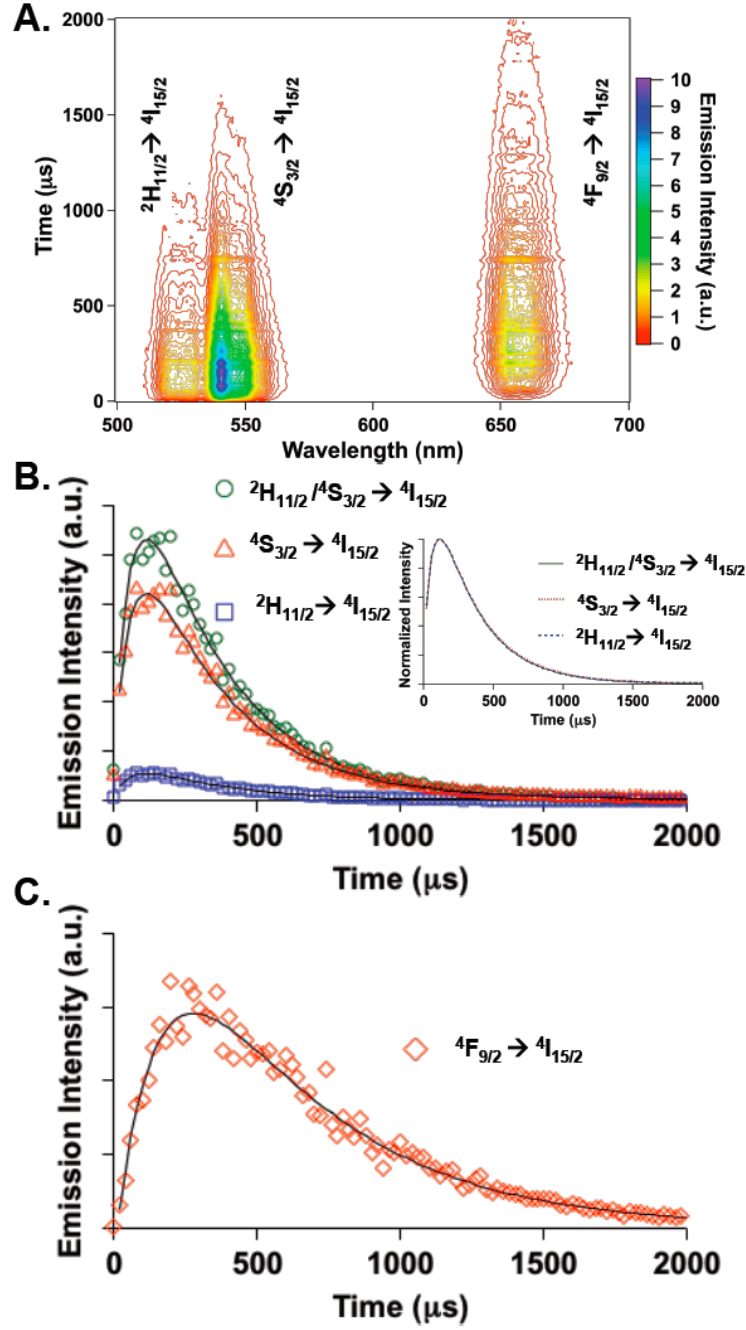 A.
2000
1500
1000
500
0
Time (μs)
²H₁₁/₂→ ⁴I₁₅/₂
⁴S₃/₂ → ⁴I₁₅/₂
⁴F₉/₂ → ⁴I₁₅/₂
10
9
8
7
6
5
4
3
2
1
0
Emission Intensity (a.u.)
500
550
600
650
700
Wavelength (nm)
B.
²H₁₁/₂ /⁴S₃/₂ → ⁴I₁₅/₂
⁴S₃/₂ → ⁴I₁₅/₂
²H₁₁/₂→ ⁴I₁₅/₂
Emission Intensity (a.u.)
Normalized Intensity
²H₁₁/₂/⁴S₃/₂ → ⁴I₁₅/₂
⁴S₃/₂ → ⁴I₁₅/₂
²H₁₁/₂→ ⁴I₁₅/₂
0
500
1000
1500
2000
Time (μs)
0
500
1000
1500
2000
Time (μs)
C.
Emission Intensity (a.u.)
⁴F₉/₂ → ⁴I₁₅/₂
0
500
1000
1500
2000
Time (μs)